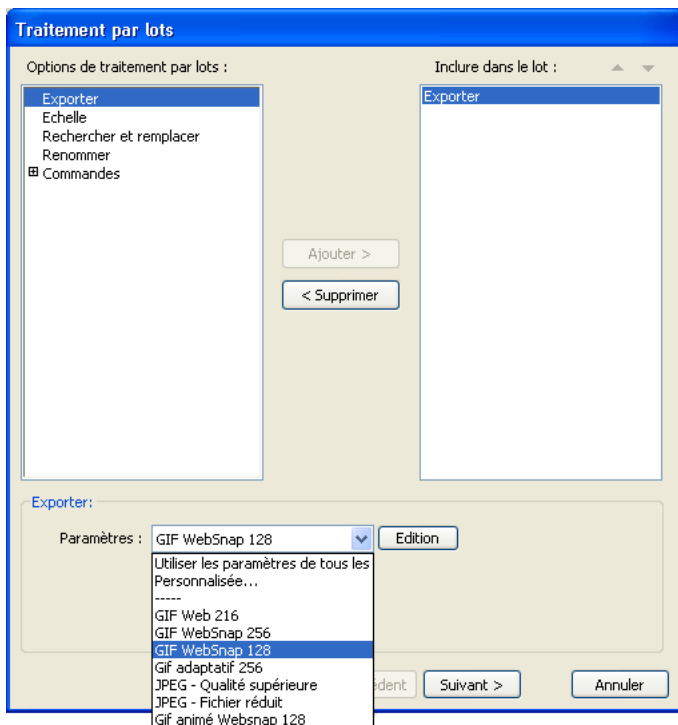 Traitement par lots
Options de traitement par lots :
Inclure dans le lot :
Exporter
Echelle
Rechercher et remplacer
Renommer
Commandes
Exporter
Ajouter >
< Supprimer
Exporter:
Paramètres :
GIF WebSnap 128
Edition
Utiliser les paramètres de tous les
Personnalisée...
-----
GIF Web 216
GIF WebSnap 256
GIF WebSnap 128
Gif adaptatif 256
JPEG - Qualité supérieure
JPEG - Fichier réduit
Gif animé Websnap 128
Suivant >
Annuler